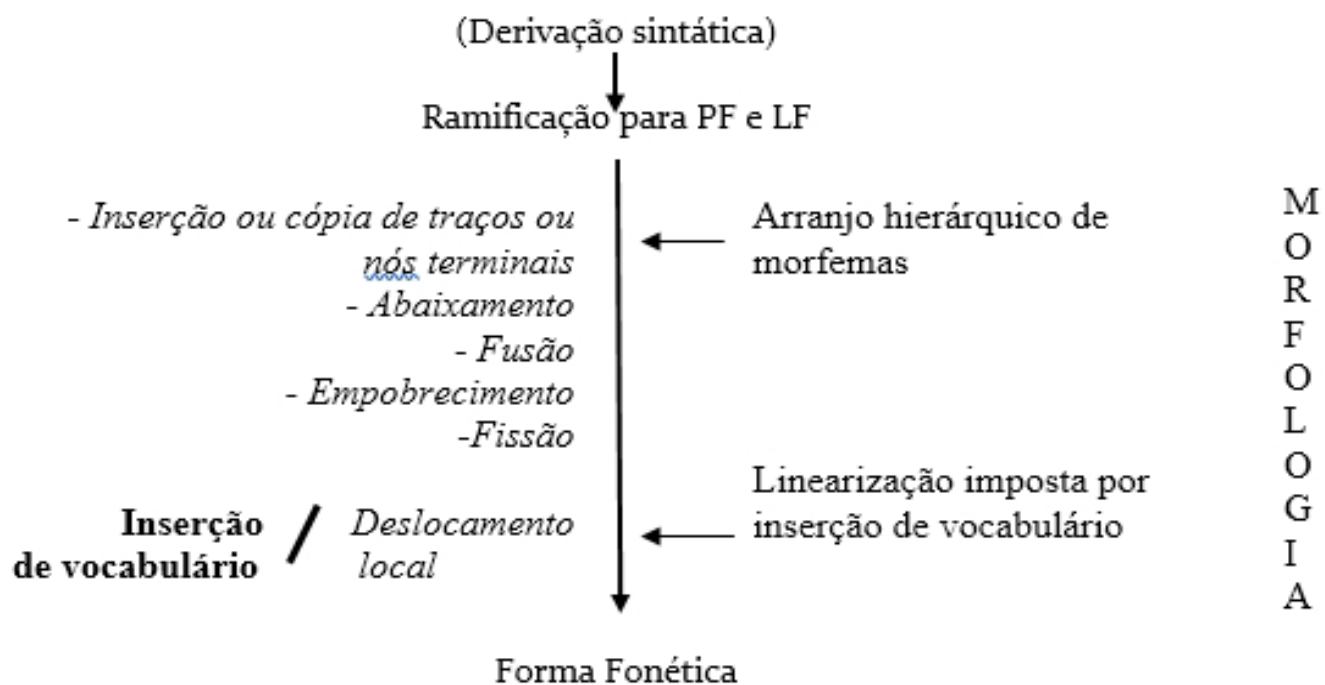 (Derivação sintática)
Ramificação para PF e LF
- Inserção ou cópia de traços ou
nós terminais
- Abaixamento
- Fusão
- Empobrecimento
-Fissão
Arranjo hierárquico de
morfemas
Inserção
de vocabulário
/
Deslocamento
local
Linearização imposta por
inserção de vocabulário
M
O
R
F
O
L
O
G
I
A
Forma Fonética